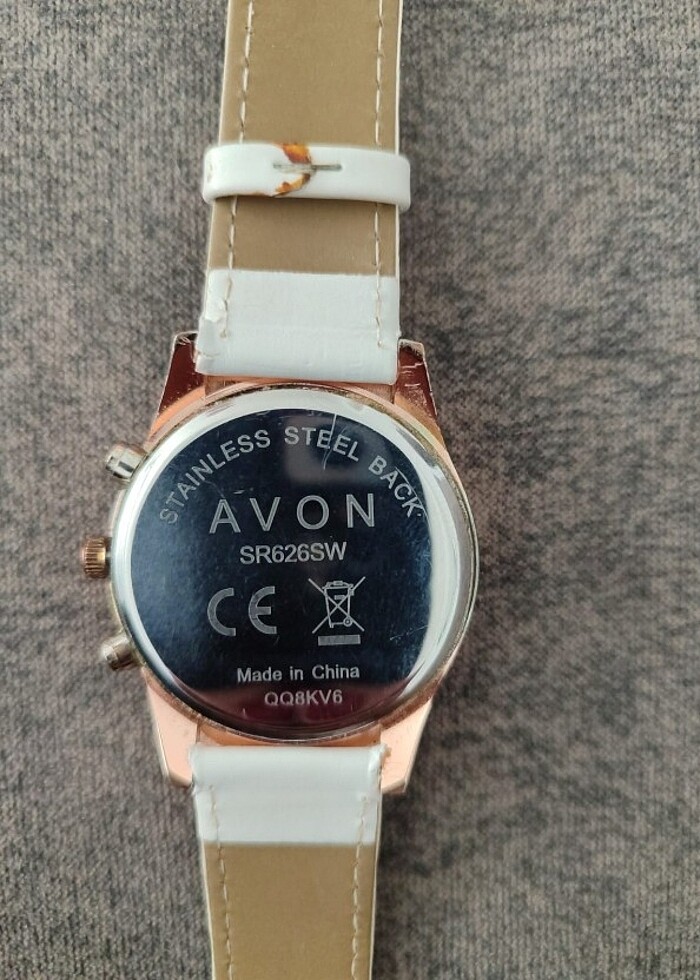 STAINLESS STEEL BACK
AVON
SR626SW
CE
Made in China
QQ8KV6